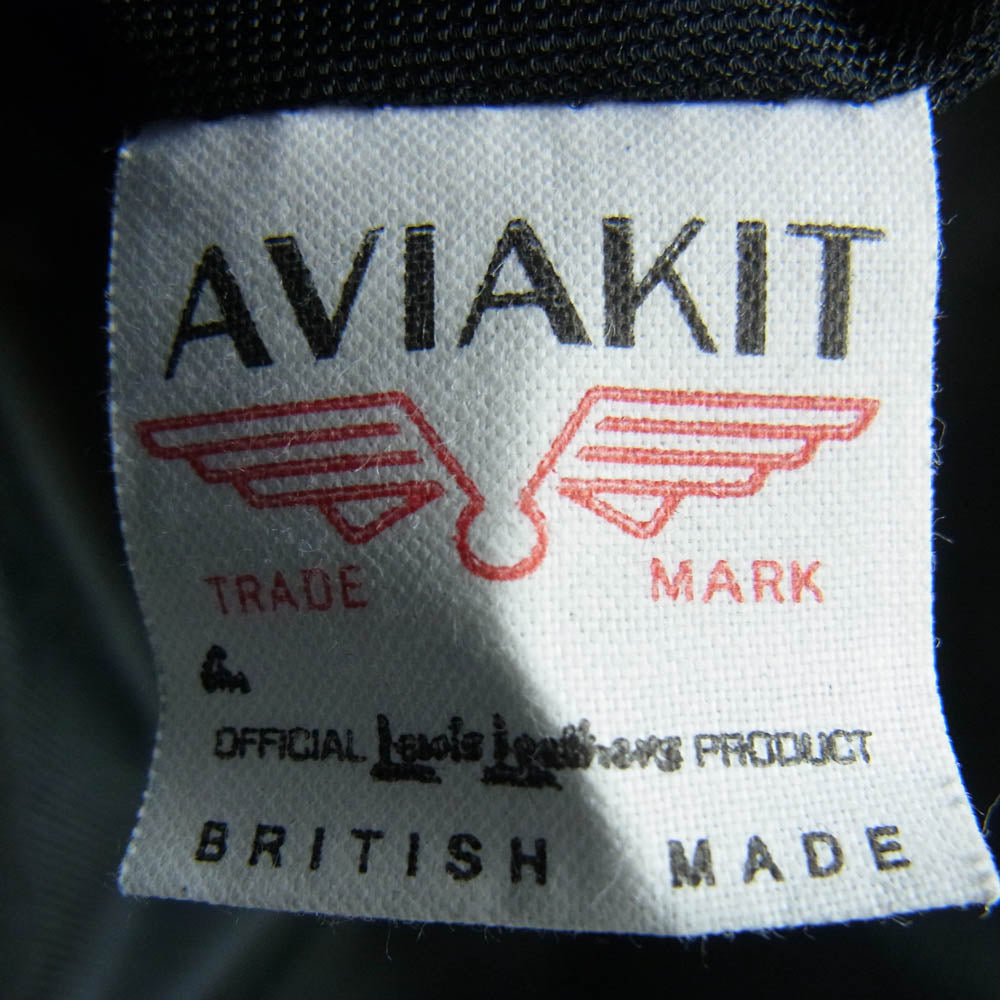 AVIAKIT
TRADE MARK
OFFICIAL Lewis Leathers PRODUCT
BRITISH MADE